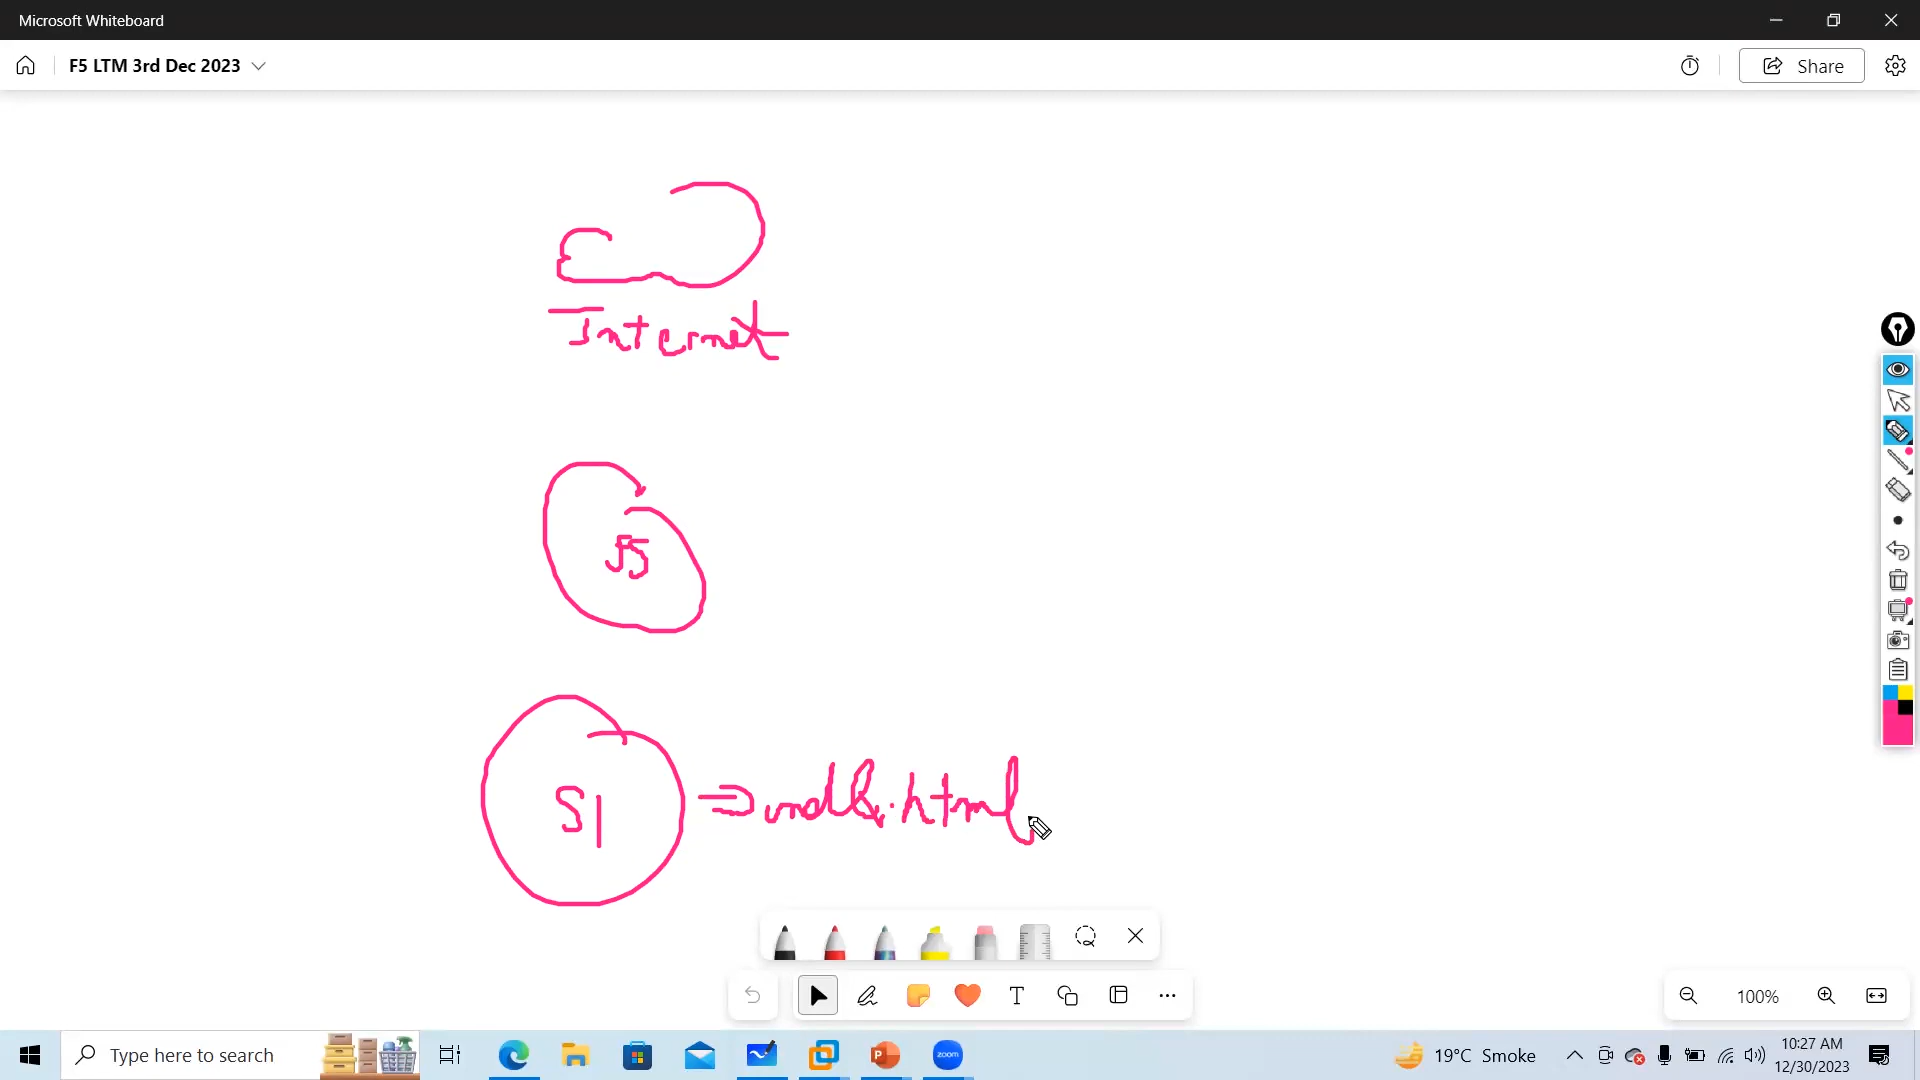 Microsoft Whiteboard
F5 LTM 3rd Dec 2023
Share
Internet
F5
S1 ⇒ index.html
100%
Type here to search
zoom
19°C Smoke
10:27 AM
12/30/2023